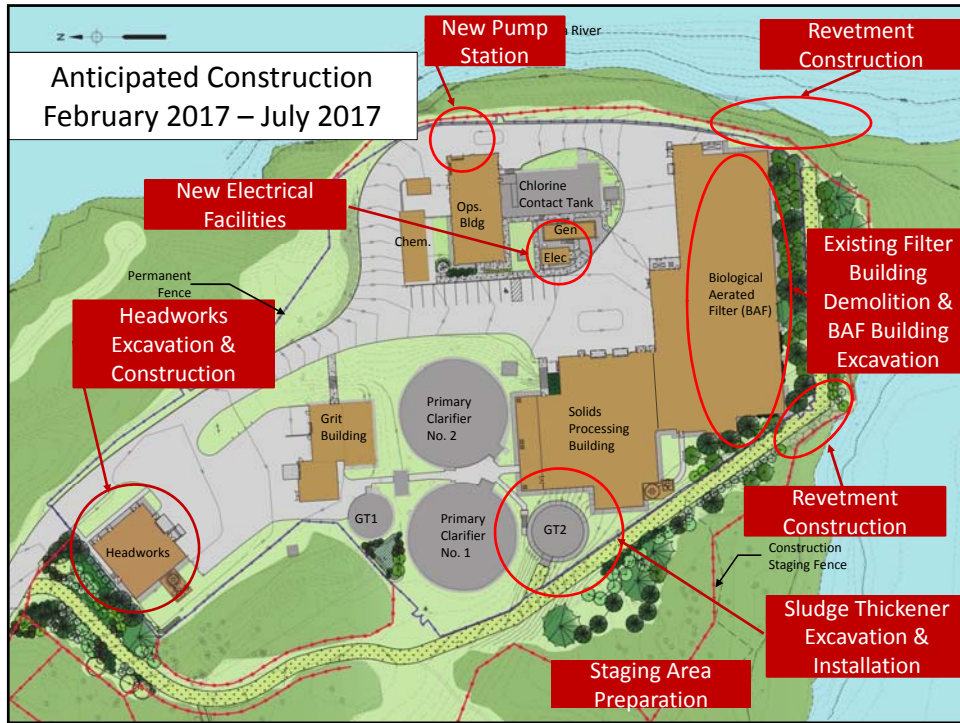 Z
River
New Pump
Station
Revetment
Construction
Anticipated Construction
February 2017 – July 2017
New Electrical
Facilities
Ops.
Bldg
Chem.
Chlorine
Contact Tank
Gen
Elec
Biological
Aerated
Filter (BAF)
Existing Filter
Building
Demolition &
BAF Building
Excavation
Permanent
Fence
Headworks
Excavation &
Construction
Grit
Building
Primary
Clarifier
No. 2
Solids
Processing
Building
GT1
Primary
Clarifier
No. 1
GT2
Headworks
Revetment
Construction
Construction
Staging Fence
Sludge Thickener
Excavation &
Installation
Staging Area
Preparation